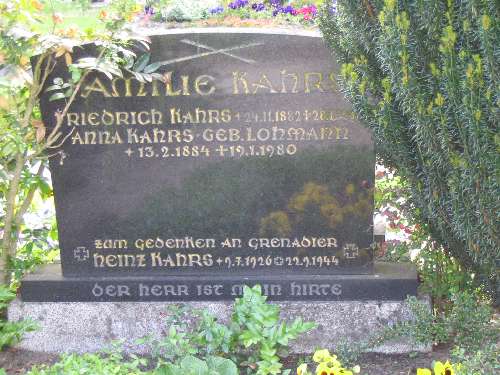 FAMILIE KAHRS
FRIEDRICH KAHRS * 24.11.1882 +
ANNA KAHRS · GEB. LOHMANN
* 13.2.1884 + 19.1.1980
ZUM GEDENKEN AN GRENADIER
HEINZ KAHRS * 9.7.1926 22.9.1944
DER HERR IST MEIN HIRTE